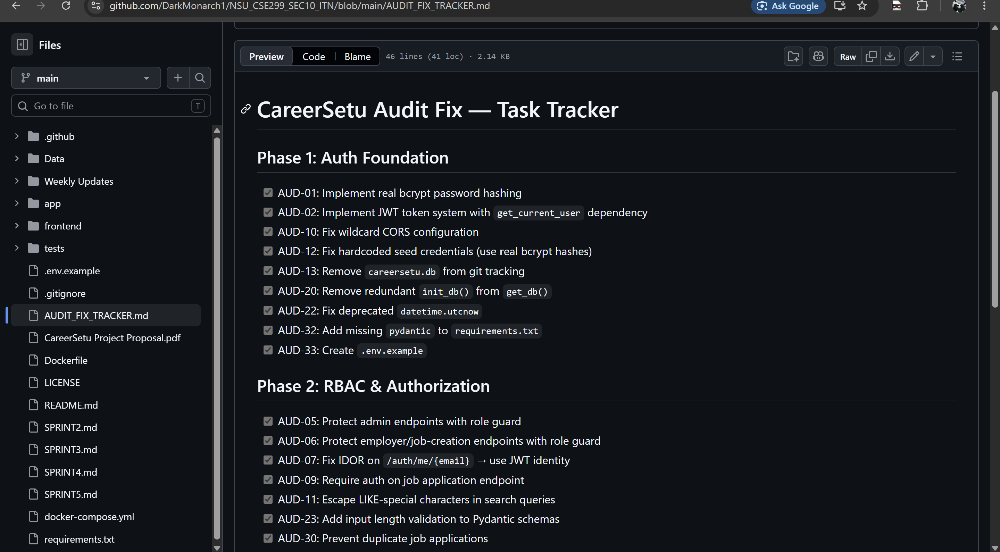 github.com/DarkMonarch1/NSU_CSE299_SEC10_ITN/blob/main/AUDIT_FIX_TRACKER.md
Ask Google
Files
main
Go to file
T
.github
Data
Weekly Updates
app
frontend
tests
.env.example
.gitignore
AUDIT_FIX_TRACKER.md
CareerSetu Project Proposal.pdf
Dockerfile
LICENSE
README.md
SPRINT2.md
SPRINT3.md
SPRINT4.md
SPRINT5.md
docker-compose.yml
requirements.txt
Preview Code Blame 46 lines (41 loc) · 2.14 KB Raw
CareerSetu Audit Fix — Task Tracker
Phase 1: Auth Foundation
AUD-01: Implement real bcrypt password hashing
AUD-02: Implement JWT token system with get_current_user dependency
AUD-10: Fix wildcard CORS configuration
AUD-12: Fix hardcoded seed credentials (use real bcrypt hashes)
AUD-13: Remove careersetu.db from git tracking
AUD-20: Remove redundant init_db() from get_db()
AUD-22: Fix deprecated datetime.utcnow
AUD-32: Add missing pydantic to requirements.txt
AUD-33: Create .env.example
Phase 2: RBAC & Authorization
AUD-05: Protect admin endpoints with role guard
AUD-06: Protect employer/job-creation endpoints with role guard
AUD-07: Fix IDOR on /auth/me/{email} → use JWT identity
AUD-09: Require auth on job application endpoint
AUD-11: Escape LIKE-special characters in search queries
AUD-23: Add input length validation to Pydantic schemas
AUD-30: Prevent duplicate job applications